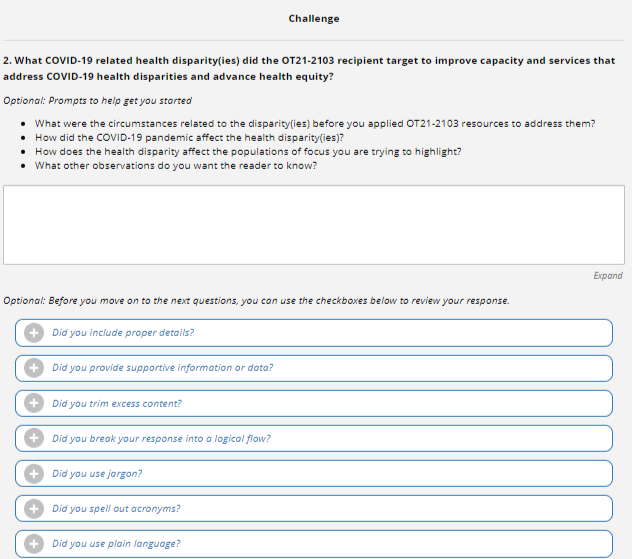 Challenge
2. What COVID-19 related health disparity(ies) did the OT21-2103 recipient target to improve capacity and services that
address COVID-19 health disparities and advance health equity?
Optional: Prompts to help get you started
• What were the circumstances related to the disparity(ies) before you applied OT21-2103 resources to address them?
• How did the COVID-19 pandemic affect the health disparity(ies)?
• How does the health disparity affect the populations of focus you are trying to highlight?
• What other observations do you want the reader to know?
Expand
Optional: Before you move on to the next questions, you can use the checkboxes below to review your response.
Did you include proper details?
Did you provide supportive information or data?
Did you trim excess content?
Did you break your response into a logical flow?
Did you use jargon?
Did you spell out acronyms?
Did you use plain language?